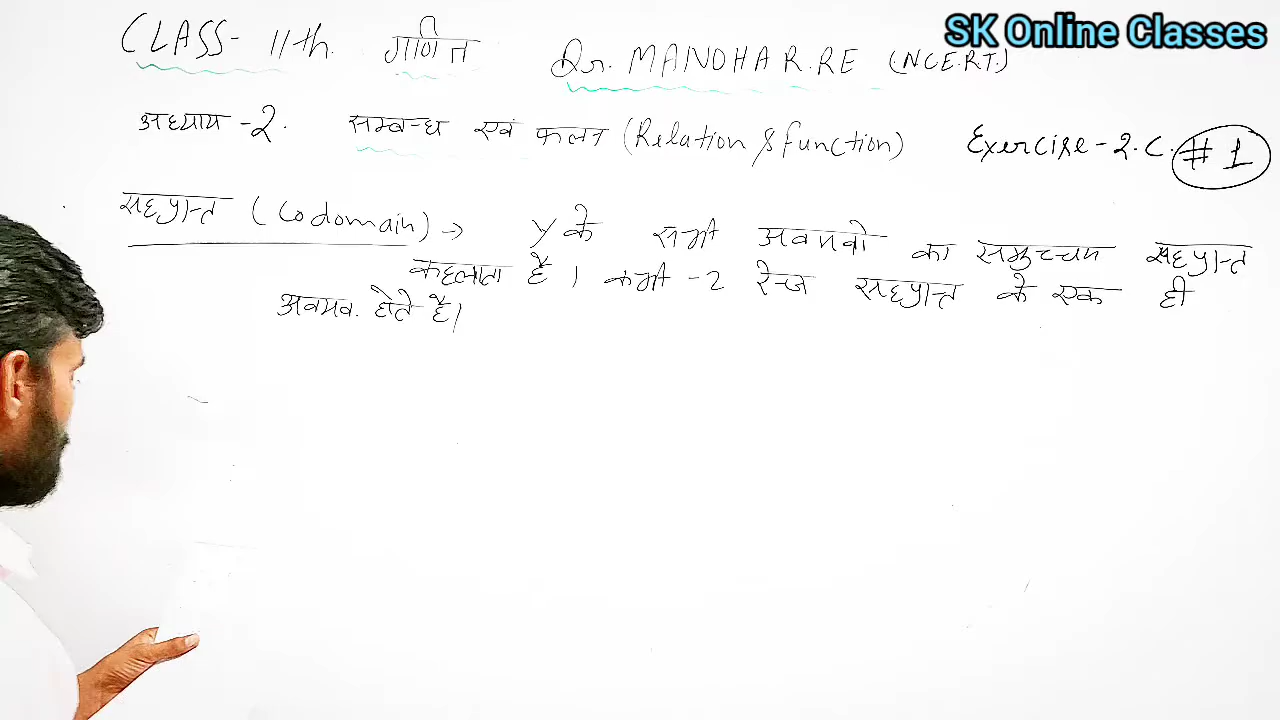 SK Online Classes
CLASS- 11th. गणित Dr. MANOHAR.RE (NCE.R.T.)
अध्याय -2. सम्बन्ध एवं फलन (Relation & function) Exercise-2.C. #1
सहप्रान्त (Codomain) → Y के सभी अवयवों का समुच्चय सहप्रान्त
कहलाता है। कभी -2 रेन्ज सहप्रान्त के एक ही
अवयव. होते है।